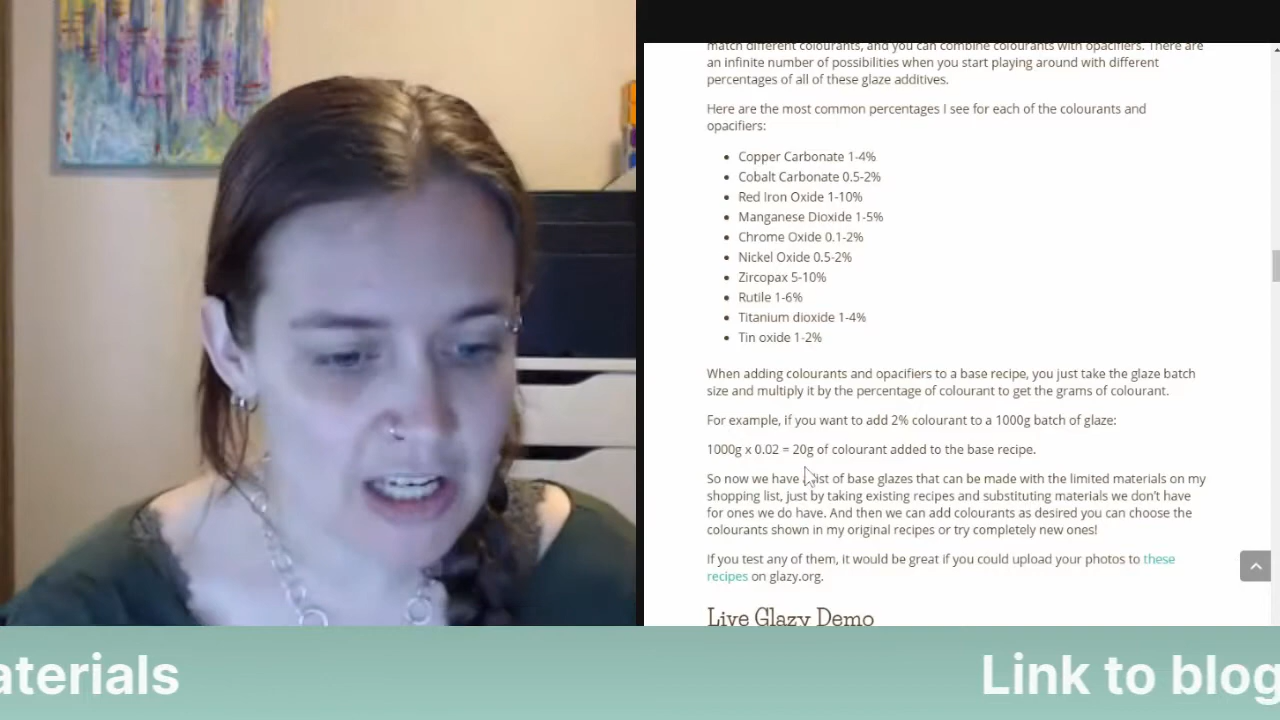 match different colourants, and you can combine colourants with opacifiers. There are
an infinite number of possibilities when you start playing around with different
percentages of all of these glaze additives.
Here are the most common percentages I see for each of the colourants and
opacifiers:
Copper Carbonate 1-4%
Cobalt Carbonate 0.5-2%
Red Iron Oxide 1-10%
Manganese Dioxide 1-5%
Chrome Oxide 0.1-2%
Nickel Oxide 0.5-2%
Zircopax 5-10%
Rutile 1-6%
Titanium dioxide 1-4%
Tin oxide 1-2%
When adding colourants and opacifiers to a base recipe, you just take the glaze batch
size and multiply it by the percentage of colourant to get the grams of colourant.
For example, if you want to add 2% colourant to a 1000g batch of glaze:
1000g x 0.02 = 20g of colourant added to the base recipe.
So now we have a list of base glazes that can be made with the limited materials on my
shopping list, just by taking existing recipes and substituting materials we don't have
for ones we do have. And then we can add colourants as desired you can choose the
colourants shown in my original recipes or try completely new ones!
If you test any of them, it would be great if you could upload your photos to these
recipes on glazy.org.
Live Glazy Demo
aterials
Link to blog